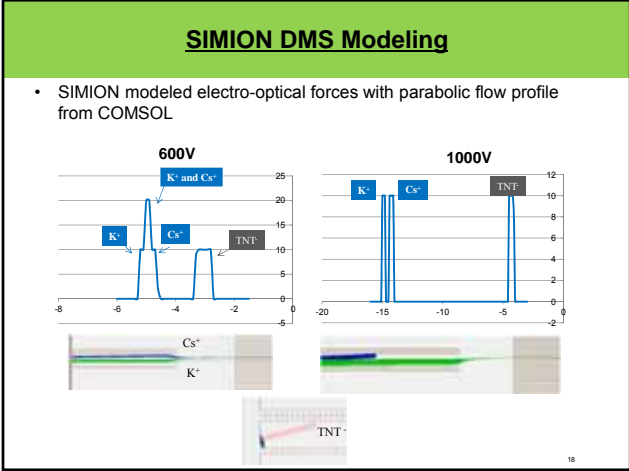 SIMION DMS Modeling
• SIMION modeled electro-optical forces with parabolic flow profile
from COMSOL
600V
25
20
15
10
5
0
-5
-8 -6 -4 -2
K⁺ and Cs⁺
K⁺
Cs⁺
TNT⁻
1000V
12
10
8
6
4
2
0
-2
-20 -15 -10 -5 0
K⁺
Cs⁺
TNT⁻
Cs⁺
K⁺
TNT⁻
18